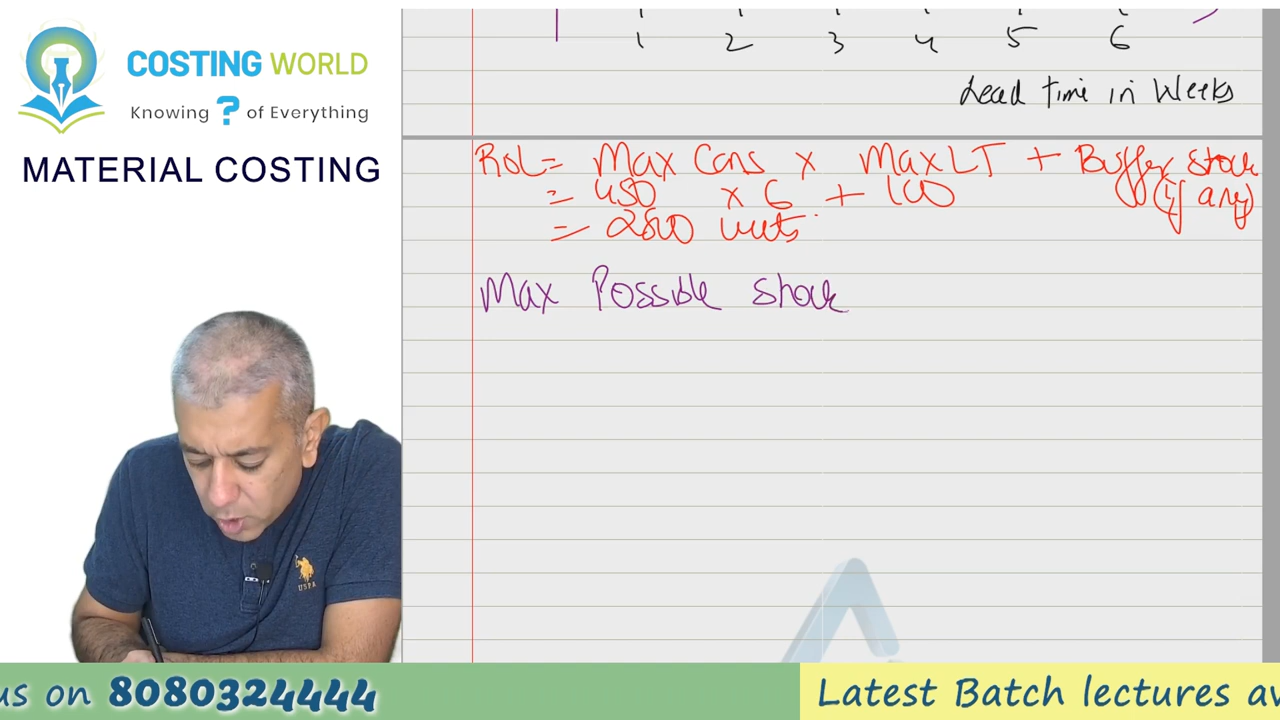 COSTING WORLD
Knowing ? of Everything
MATERIAL COSTING
1 2 3 4 5 6
Lead time in Weeks
ROL = Max Cons x Max LT + Buffer stock
= 450 x 6 + 100 (if any)
= 2800 units
Max Possible stock
USPA
us on 8080324444
Latest Batch lectures av